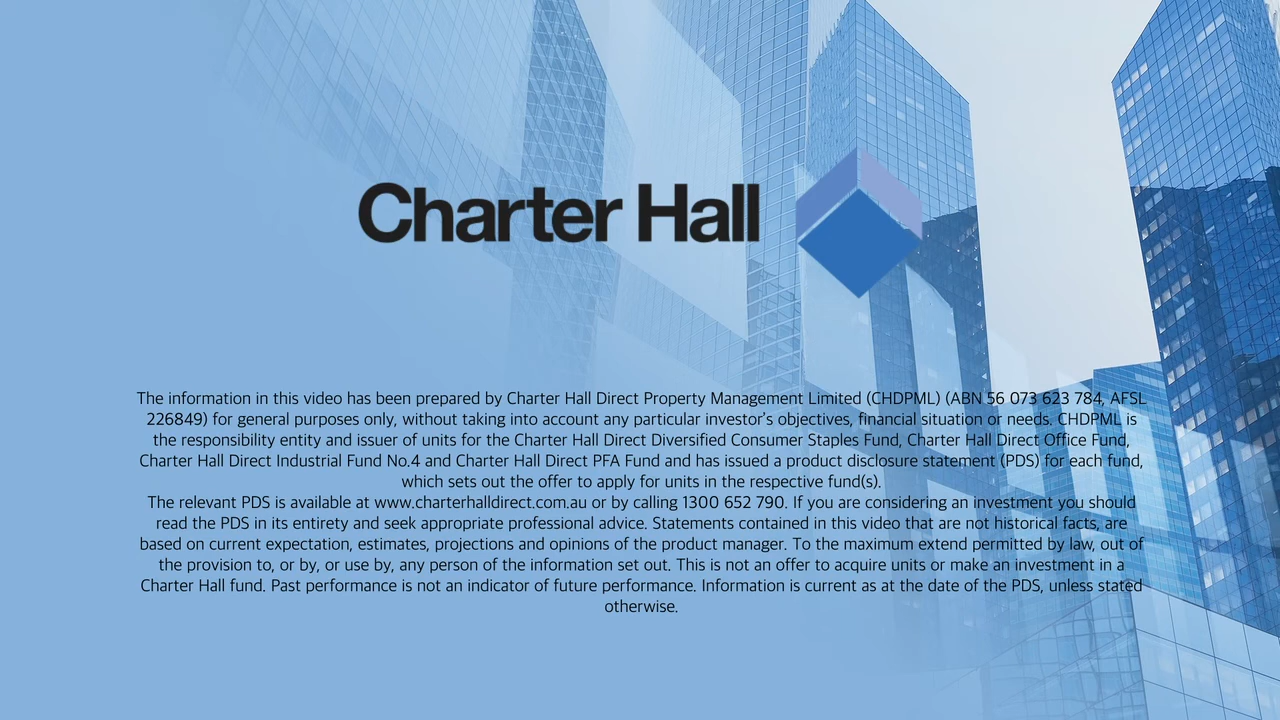 Charter Hall
The information in this video has been prepared by Charter Hall Direct Property Management Limited (CHDPML) (ABN 56 073 623 784, AFSL
226849) for general purposes only, without taking into account any particular investor's objectives, financial situation or needs. CHDPML is
the responsibility entity and issuer of units for the Charter Hall Direct Diversified Consumer Staples Fund, Charter Hall Direct Office Fund,
Charter Hall Direct Industrial Fund No.4 and Charter Hall Direct PFA Fund and has issued a product disclosure statement (PDS) for each fund,
which sets out the offer to apply for units in the respective fund(s).
The relevant PDS is available at www.charterhalldirect.com.au or by calling 1300 652 790. If you are considering an investment you should
read the PDS in its entirety and seek appropriate professional advice. Statements contained in this video that are not historical facts, are
based on current expectation, estimates, projections and opinions of the product manager. To the maximum extend permitted by law, out of
the provision to, or by, or use by, any person of the information set out. This is not an offer to acquire units or make an investment in a
Charter Hall fund. Past performance is not an indicator of future performance. Information is current as at the date of the PDS, unless stated
otherwise.